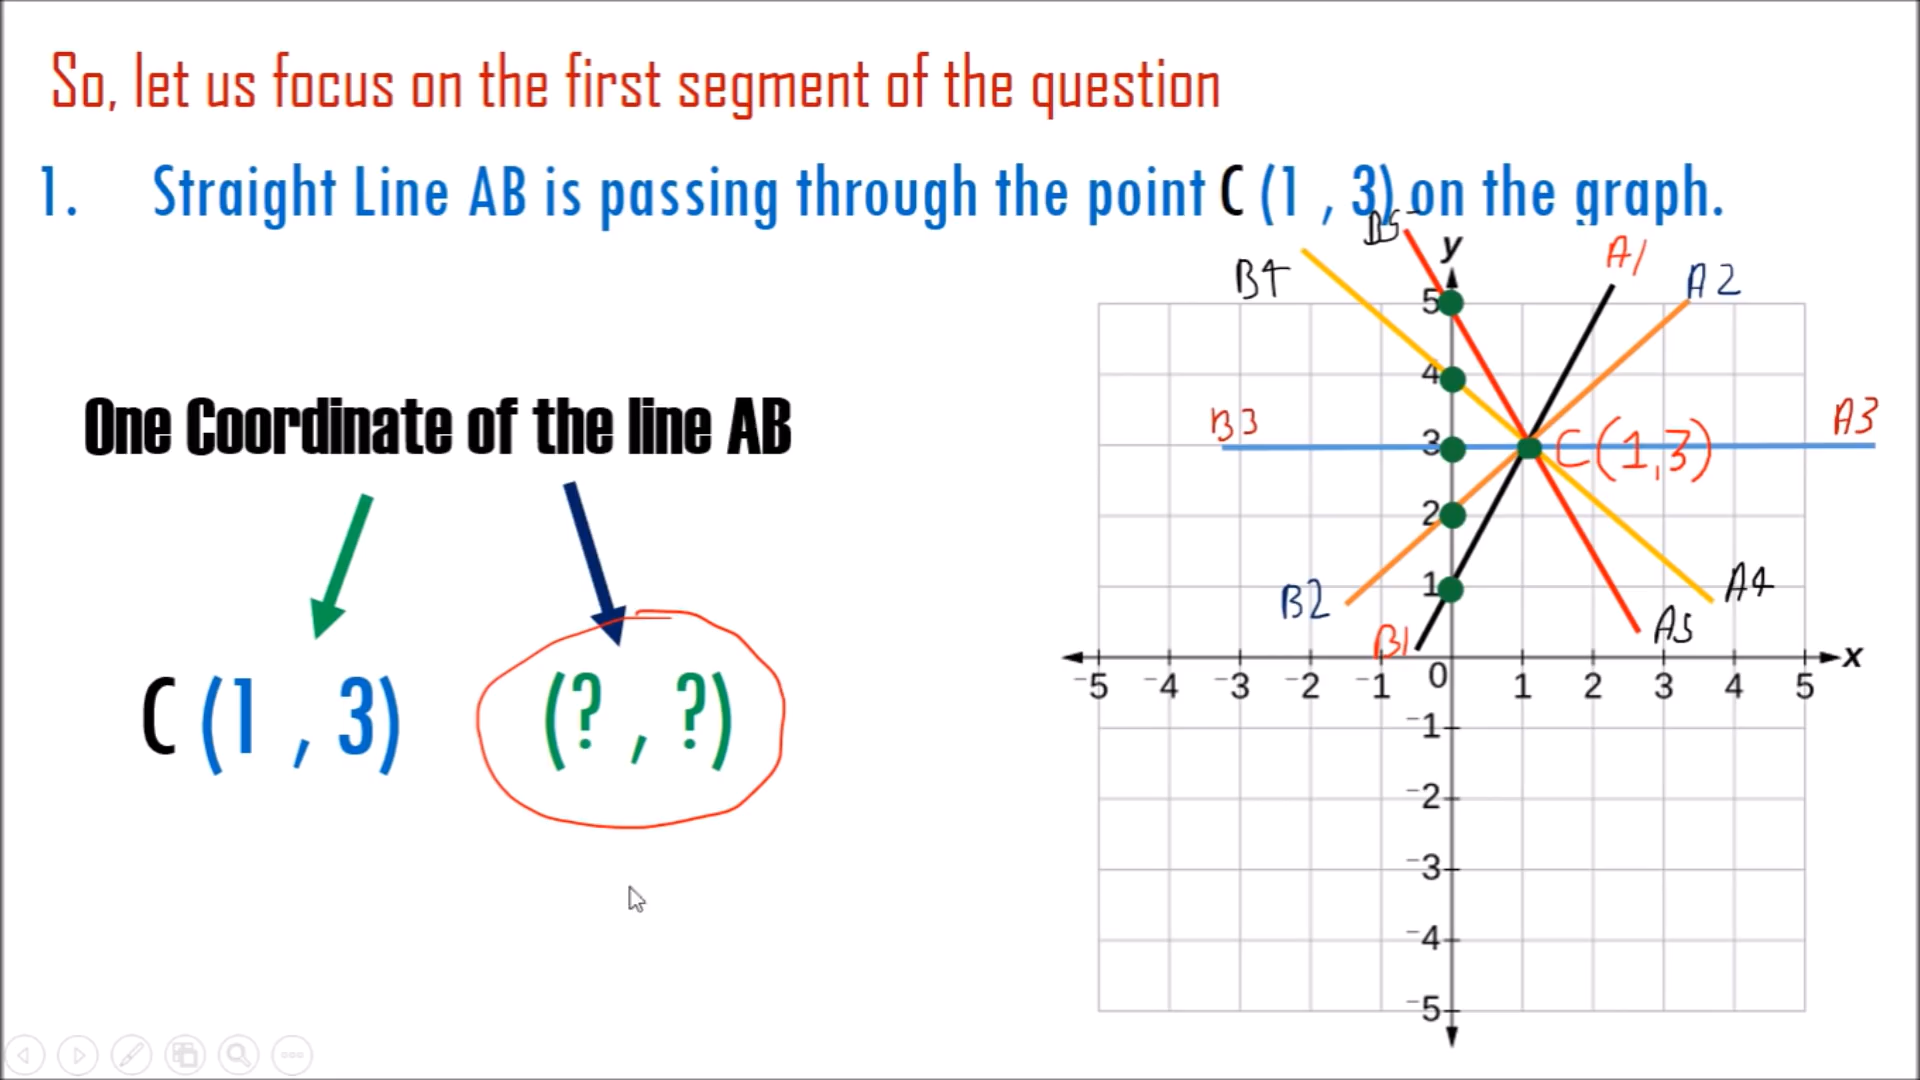 So, let us focus on the first segment of the question
1. Straight Line AB is passing through the point C (1 , 3) on the graph.
B5
y
A1
B4
A2
5
4
B3
A3
3
C(1,3)
2
B2
1
A4
A5
B1
x
-5 -4 -3 -2 -1 0 1 2 3 4 5
-1
-2
-3
-4
-5
One Coordinate of the line AB
C (1 , 3)
(? , ?)